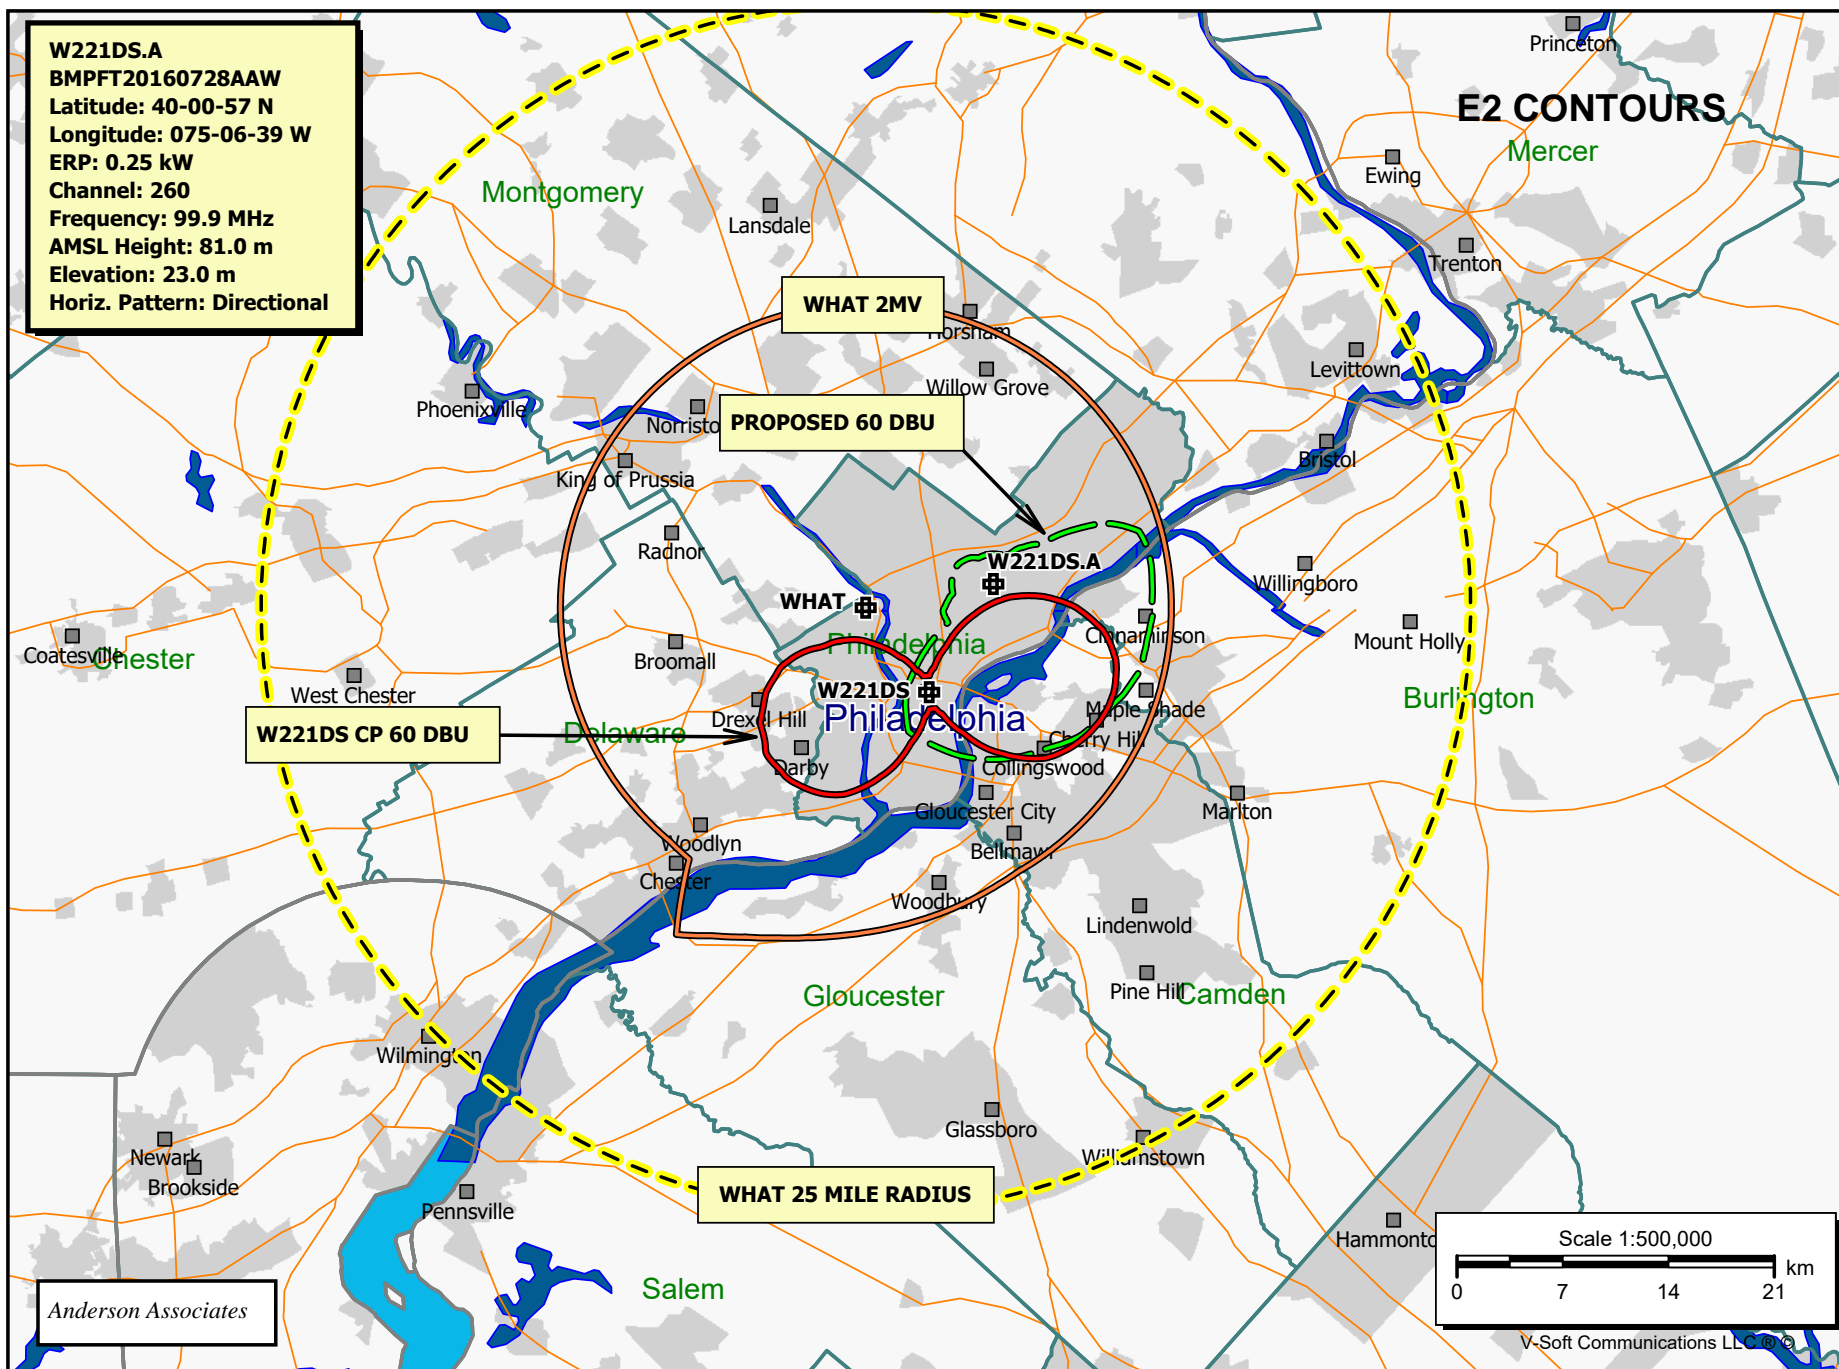 W221DS.A
BMPFT20160728AAW
Latitude: 40-00-57 N
Longitude: 075-06-39 W
ERP: 0.25 kW
Channel: 260
Frequency: 99.9 MHz
AMSL Height: 81.0 m
Elevation: 23.0 m
Horiz. Pattern: Directional
Princeton
E2 CONTOURS
Mercer
Ewing
Montgomery
Lansdale
Trenton
WHAT 2MV
Horsham
Levittown
Willow Grove
Phoenixville
Norristo
PROPOSED 60 DBU
Bristol
King of Prussia
Radnor
W221DS.A
Willingboro
WHAT
Cinnaminson
Mount Holly
Philadelphia
Coatesville
Chester
Broomall
West Chester
W221DS
Burlington
Drexel Hill
Philadelphia
Maple Shade
W221DS CP 60 DBU
Delaware
Cherry Hill
Darby
Collingswood
Gloucester City
Marlton
Woodlyn
Bellmawr
Chester
Woodbury
Lindenwold
Pine Hill
Camden
Gloucester
Wilmington
Glassboro
Newark
Williamstown
Brookside
WHAT 25 MILE RADIUS
Pennsville
Hammonto
Scale 1:500,000
km
0 7 14 21
Salem
Anderson Associates
V-Soft Communications LLC ® ©